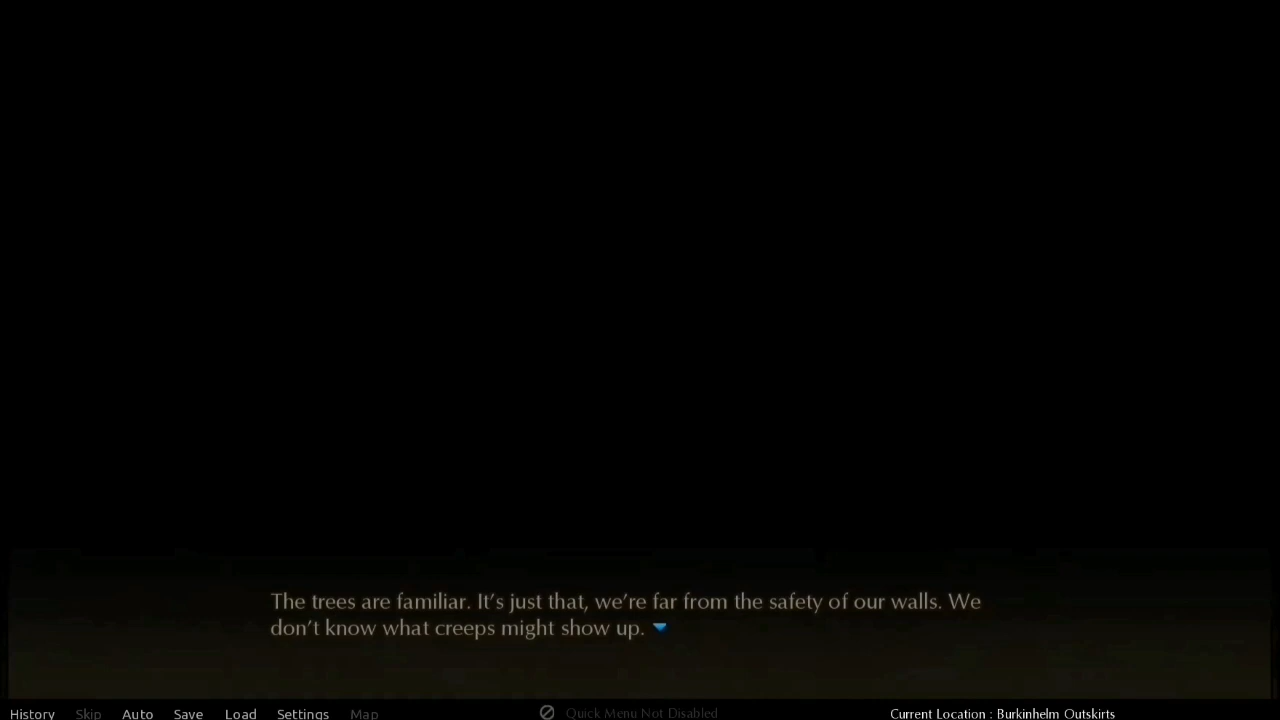 The trees are familiar. It’s just that, we’re far from the safety of our walls. We
don’t know what creeps might show up.
History Skip Auto Save Load Settings Map Quick Menu Not Disabled Current Location : Burkinhelm Outskirts